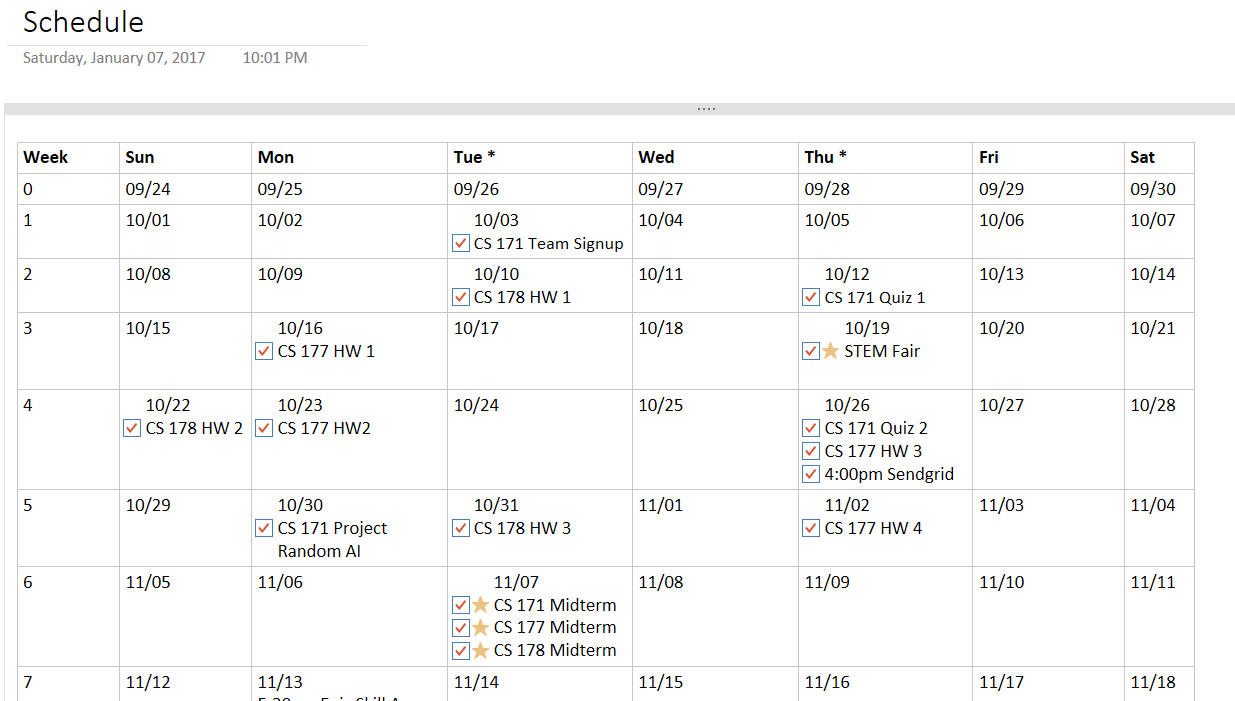 Schedule
Saturday, January 07, 2017 10:01 PM
Week Sun Mon Tue * Wed Thu * Fri Sat
0 09/24 09/25 09/26 09/27 09/28 09/29 09/30
1 10/01 10/02 10/03 10/04 10/05 10/06 10/07
CS 171 Team Signup
2 10/08 10/09 10/10 10/11 10/12 10/13 10/14
CS 178 HW 1 CS 171 Quiz 1
3 10/15 10/16 10/17 10/18 10/19 10/20 10/21
CS 177 HW 1 STEM Fair
4 10/22 10/23 10/24 10/25 10/26 10/27 10/28
CS 178 HW 2 CS 177 HW2 CS 171 Quiz 2
CS 177 HW 3
4:00pm Sendgrid
5 10/29 10/30 10/31 11/01 11/02 11/03 11/04
CS 171 Project CS 178 HW 3 CS 177 HW 4
Random AI
6 11/05 11/06 11/07 11/08 11/09 11/10 11/11
CS 171 Midterm
CS 177 Midterm
CS 178 Midterm
7 11/12 11/13 11/14 11/15 11/16 11/17 11/18